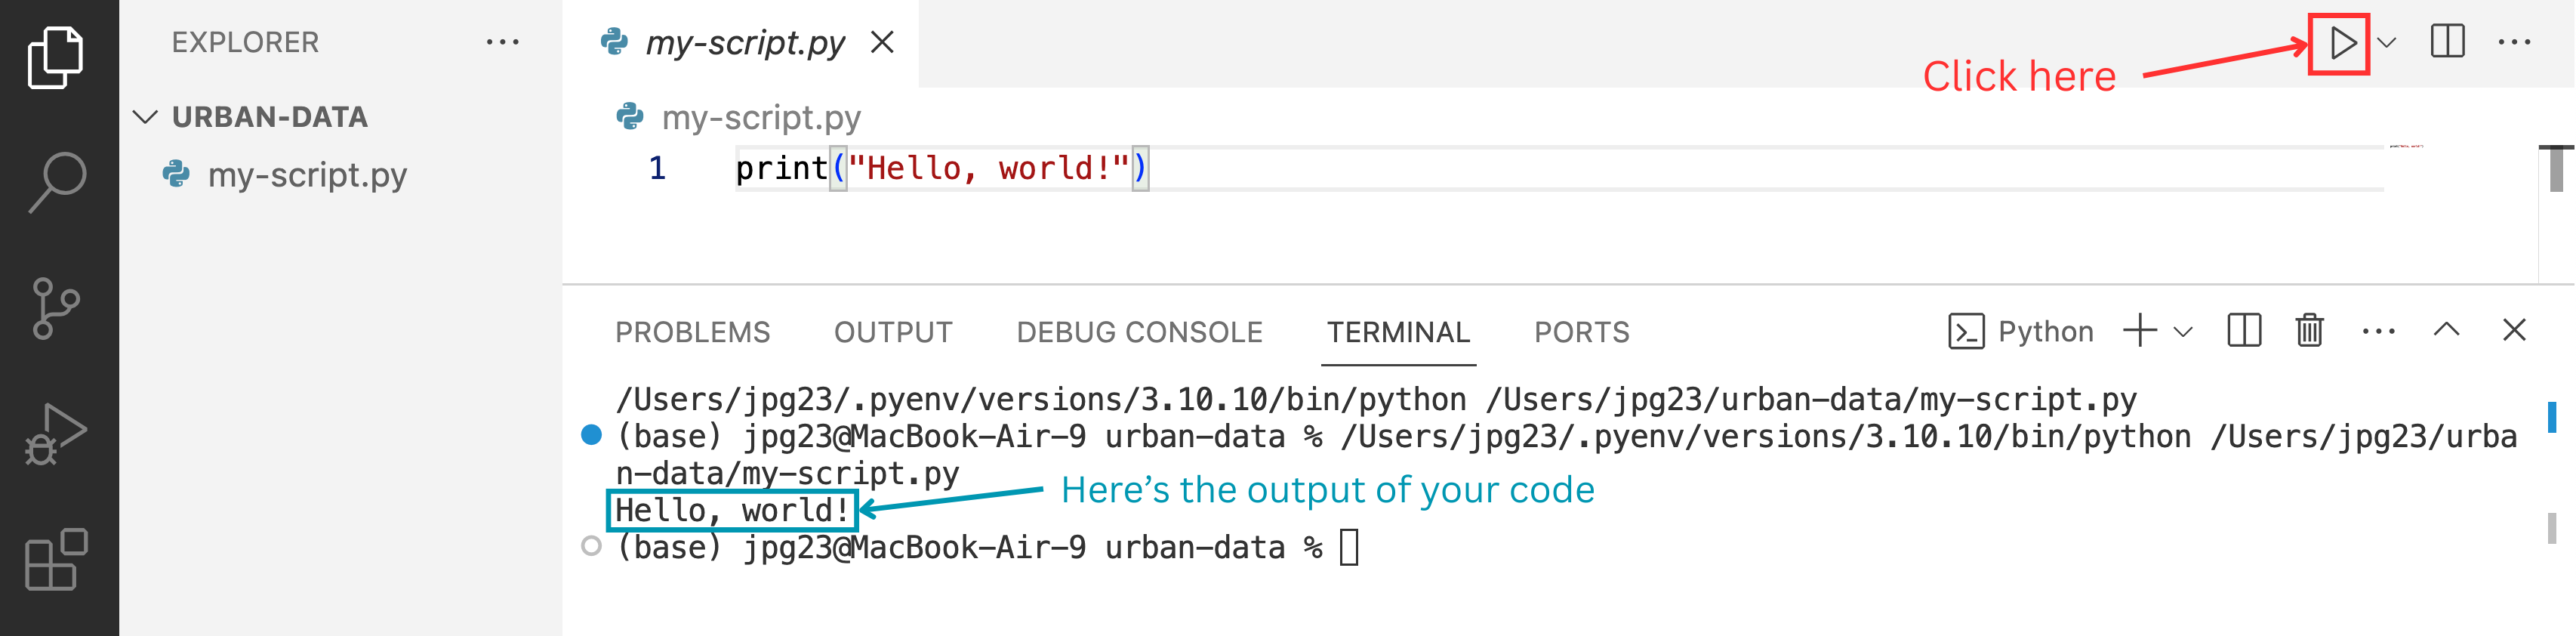 EXPLORER
URBAN-DATA
my-script.py
my-script.py
Click here
my-script.py
1 print("Hello, world!")
PROBLEMS OUTPUT DEBUG CONSOLE TERMINAL PORTS Python
/Users/jpg23/.pyenv/versions/3.10.10/bin/python /Users/jpg23/urban-data/my-script.py
(base) jpg23@MacBook-Air-9 urban-data % /Users/jpg23/.pyenv/versions/3.10.10/bin/python /Users/jpg23/urba
n-data/my-script.py
Here’s the output of your code
Hello, world!
(base) jpg23@MacBook-Air-9 urban-data %